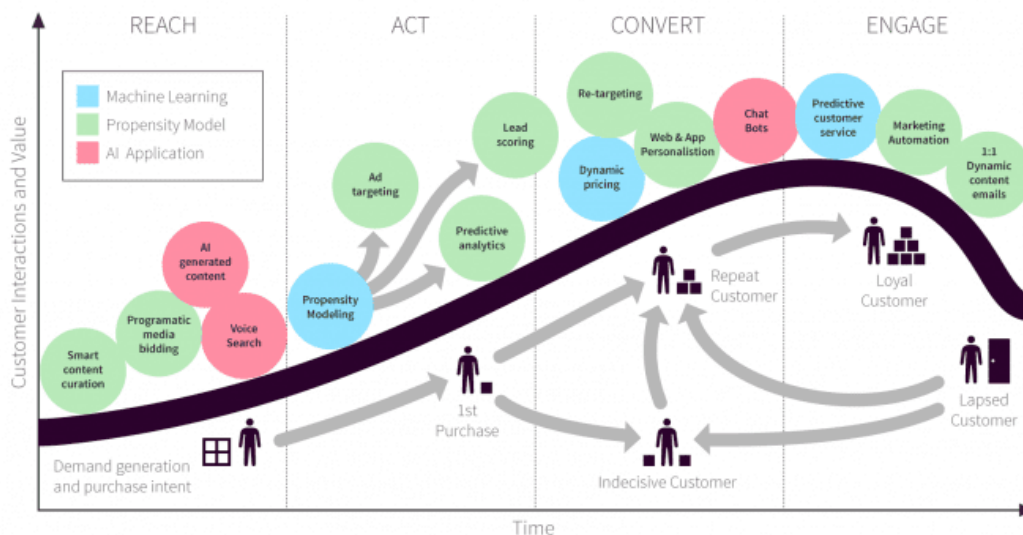 REACH
ACT
CONVERT
ENGAGE
Customer Interactions and Value
Machine Learning
Propensity Model
AI Application
Smart
content
curation
Programatic
media
bidding
AI
generated
content
Voice
Search
Propensity
Modeling
Ad
targeting
Lead
scoring
Predictive
analytics
Re-targeting
Dynamic
pricing
Web & App
Personalistion
Chat
Bots
Predictive
customer
service
Marketing
Automation
1:1
Dynamic
content
emails
Demand generation
and purchase intent
1st
Purchase
Repeat
Customer
Indecisive Customer
Loyal
Customer
Lapsed
Customer
Time